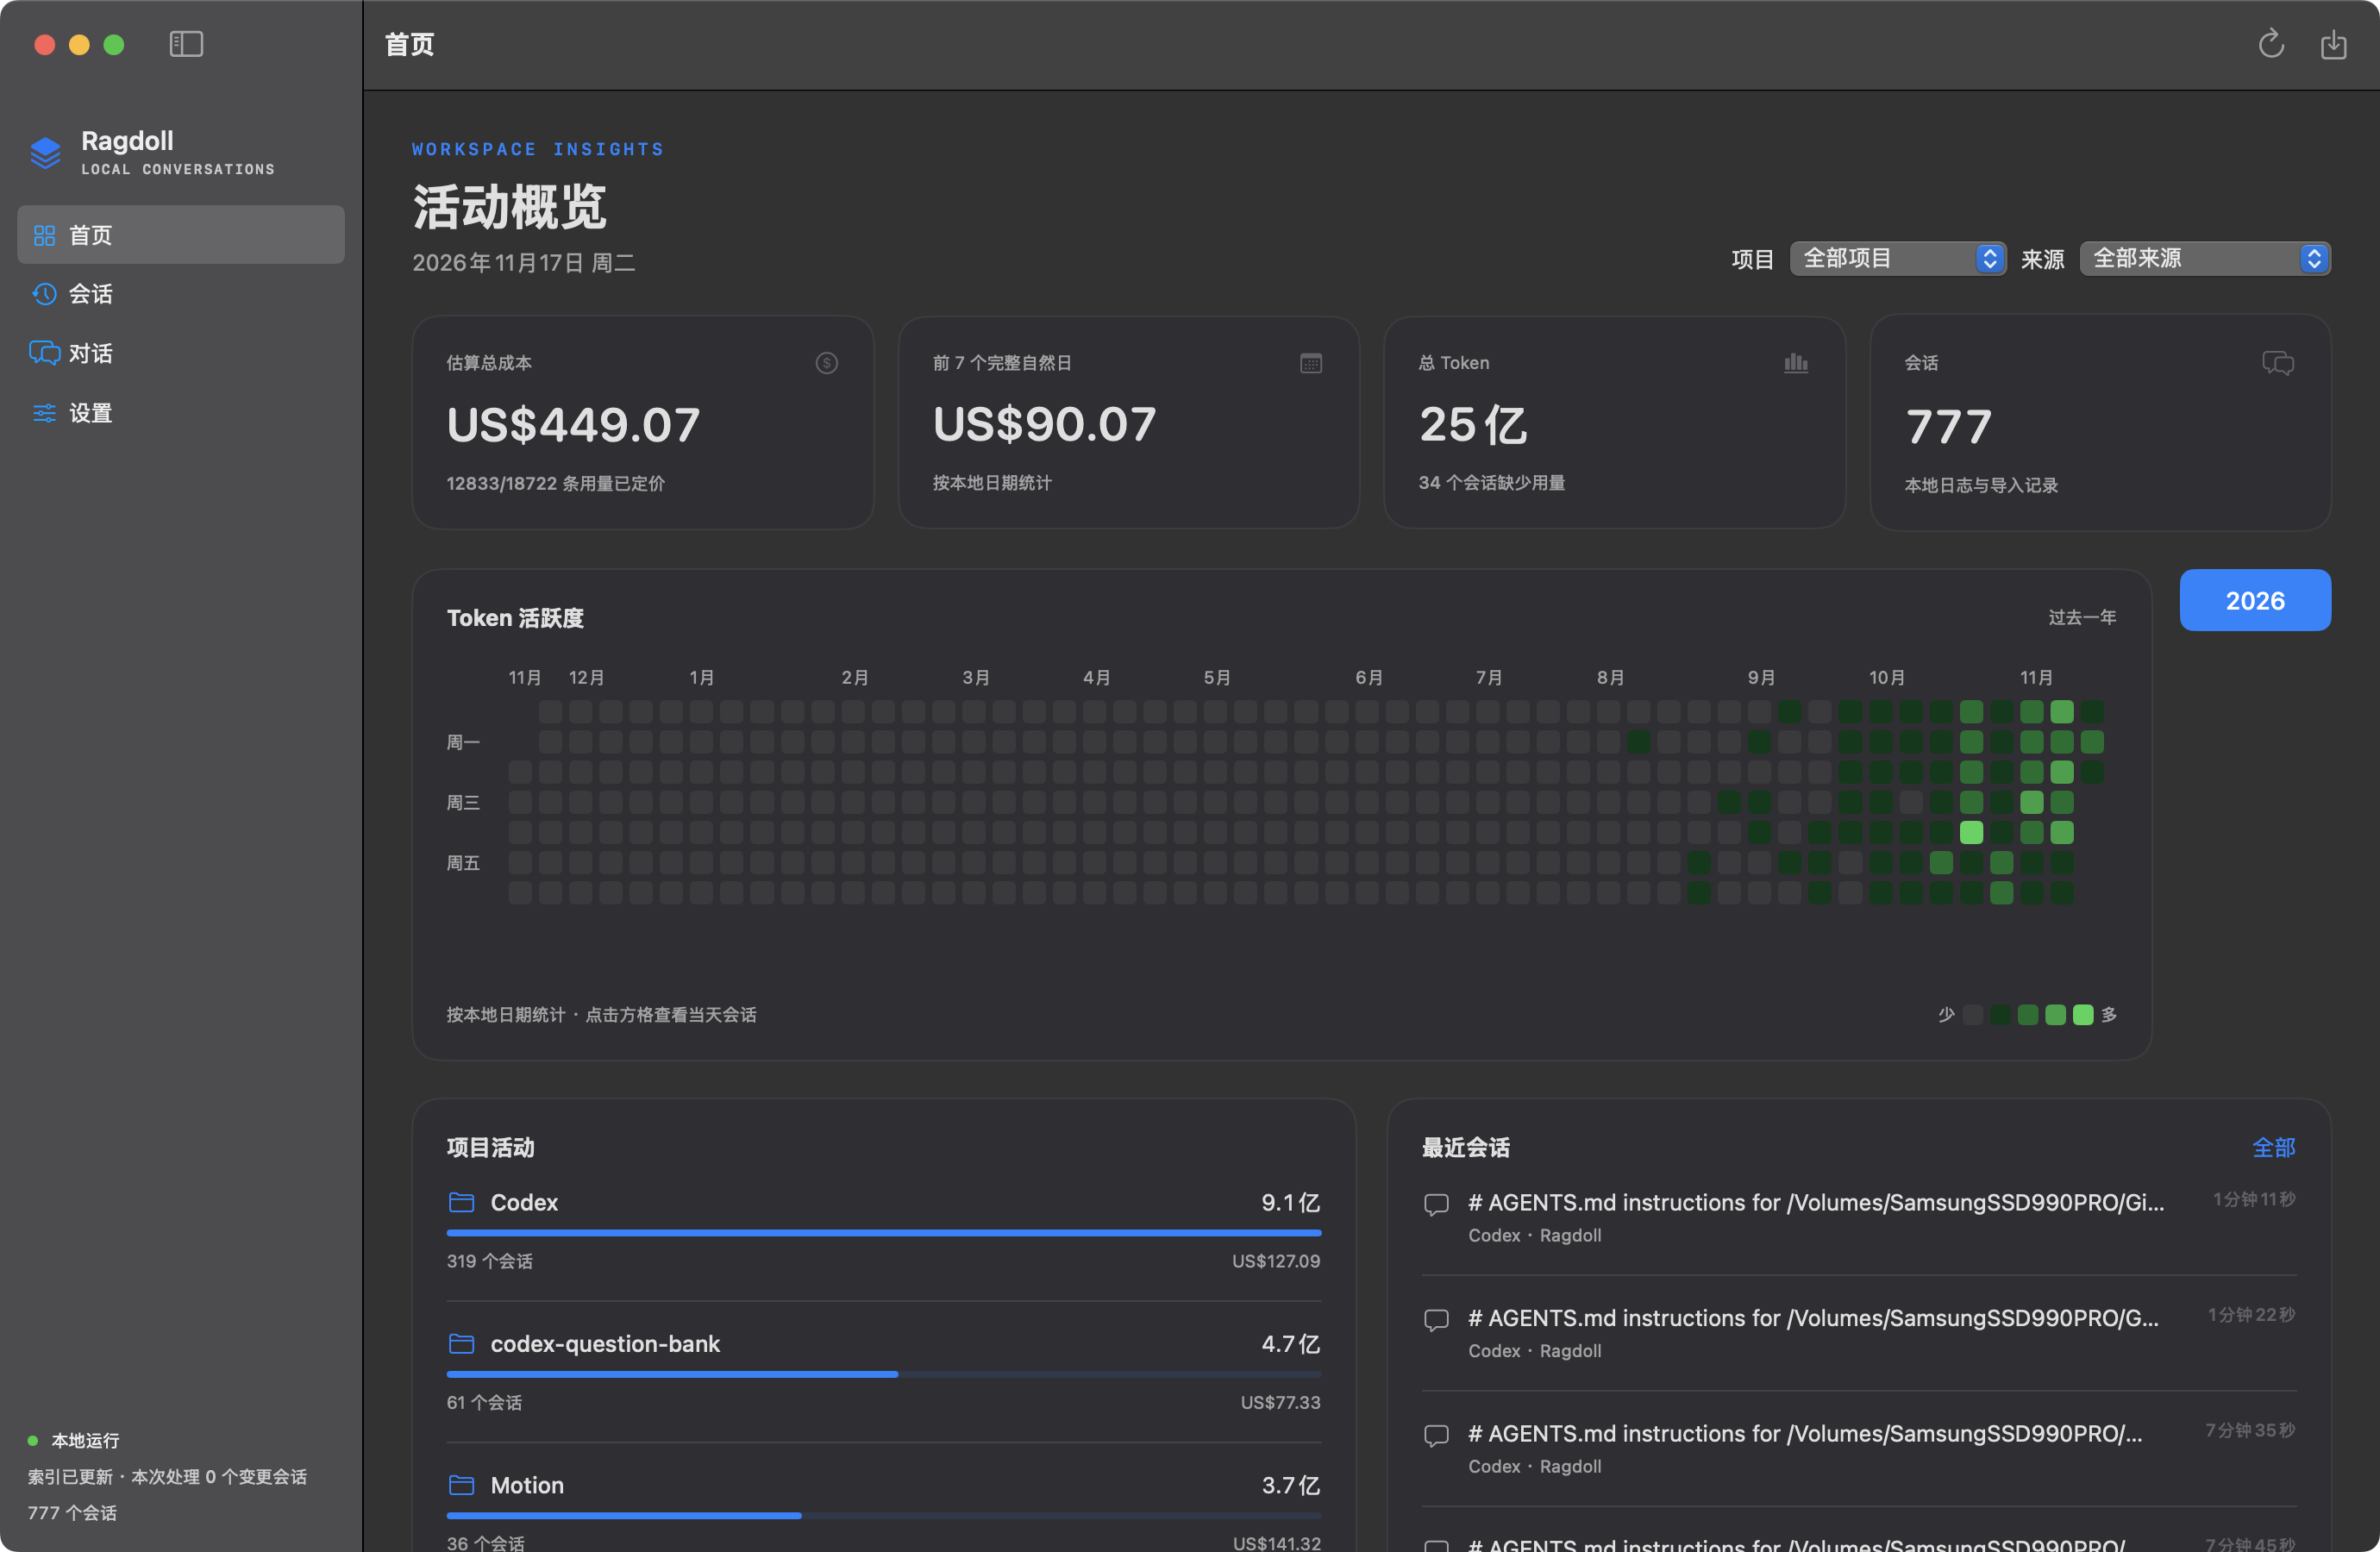 首页
Ragdoll
LOCAL CONVERSATIONS
首页
会话
对话
设置
本地运行
索引已更新 · 本次处理 0 个变更会话
777 个会话
WORKSPACE INSIGHTS
活动概览
2026年11月17日 周二
项目 全部项目 来源 全部来源
估算总成本
US$449.07
12833/18722 条用量已定价
前 7 个完整自然日
US$90.07
按本地日期统计
总 Token
25亿
34 个会话缺少用量
会话
777
本地日志与导入记录
Token 活跃度 过去一年
2026
11月 12月 1月 2月 3月 4月 5月 6月 7月 8月 9月 10月 11月
周一
周三
周五
按本地日期统计 · 点击方格查看当天会话
少 多
项目活动
Codex 9.1亿
319 个会话 US$127.09
codex-question-bank 4.7亿
61 个会话 US$77.33
Motion 3.7亿
36 个会话 US$141.32
最近会话 全部
# AGENTS.md instructions for /Volumes/SamsungSSD990PRO/Gi... 1分钟11秒
Codex · Ragdoll
# AGENTS.md instructions for /Volumes/SamsungSSD990PRO/G... 1分钟22秒
Codex · Ragdoll
# AGENTS.md instructions for /Volumes/SamsungSSD990PRO/... 7分钟35秒
Codex · Ragdoll
# AGENTS.md instructions for /Volumes/SamsungSSD990PRO/ 7分钟45秒